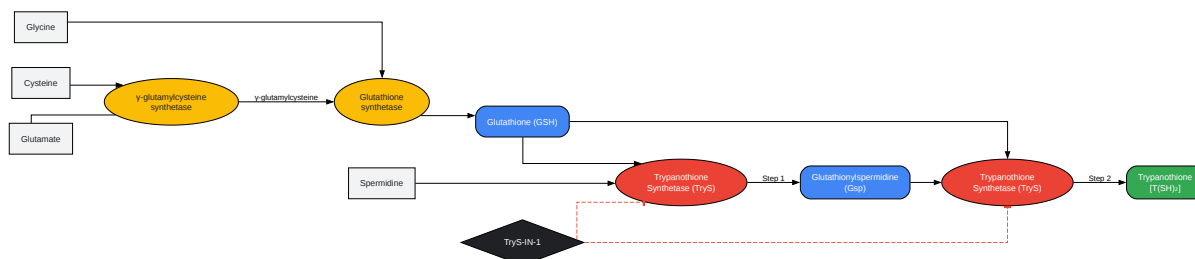 Glycine
Cysteine
Glutamate
γ-glutamylcysteine
synthetase
γ-glutamylcysteine
Glutathione
synthetase
Glutathione (GSH)
Spermidine
Trypanothione
Synthetase (TryS)
Step 1
Glutathionylspermidine
(Gsp)
Trypanothione
Synthetase (TryS)
Step 2
Trypanothione
[T(SH)₂]
TryS-IN-1